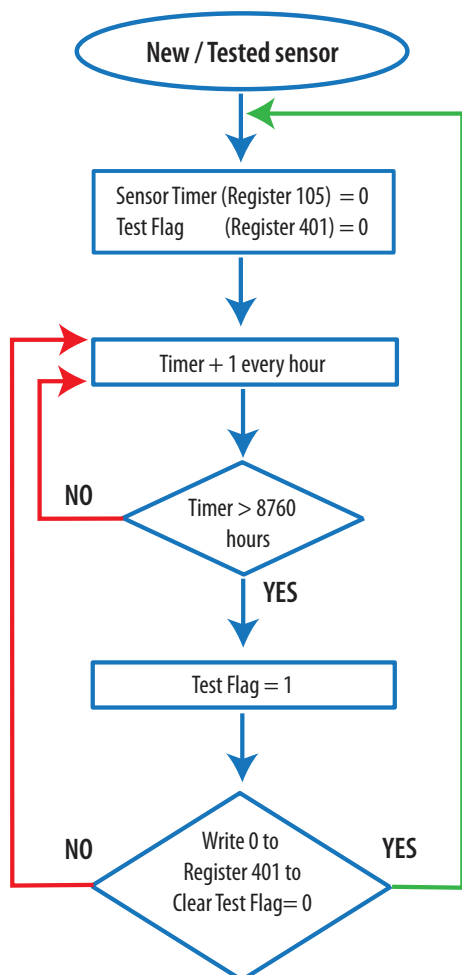 New / Tested sensor
Sensor Timer (Register 105) = 0
Test Flag (Register 401) = 0
Timer + 1 every hour
NO
Timer > 8760
hours
YES
Test Flag = 1
NO
Write 0 to
Register 401 to
Clear Test Flag= 0
YES